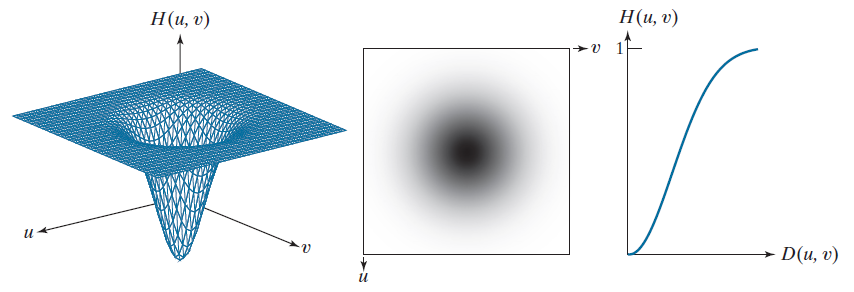 H(u, v)
u
v
v
u
H(u, v)
1
D(u, v)